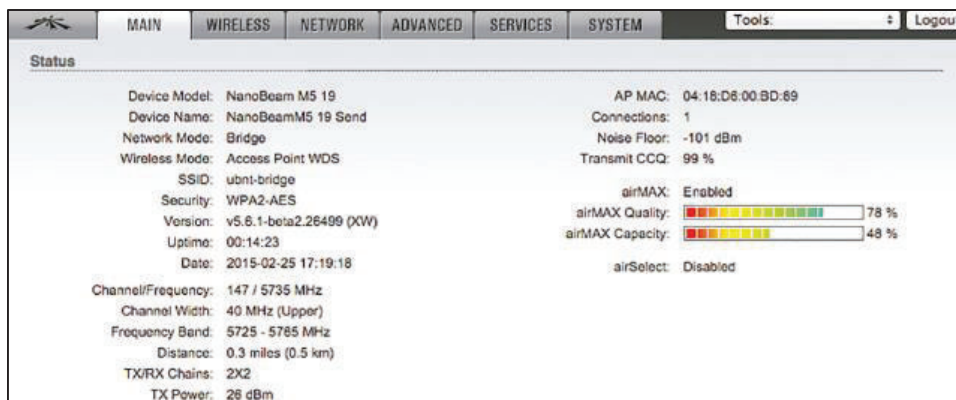 MAIN WIRELESS NETWORK ADVANCED SERVICES SYSTEM Tools: Logout
Status
Device Model: NanoBeam M5 19
Device Name: NanoBeamM5 19 Send
Network Mode: Bridge
Wireless Mode: Access Point WDS
SSID: ubnt-bridge
Security: WPA2-AES
Version: v5.6.1-beta2.26499 (XW)
Uptime: 00:14:23
Date: 2015-02-25 17:19:18
Channel/Frequency: 147 / 5735 MHz
Channel Width: 40 MHz (Upper)
Frequency Band: 5725 - 5765 MHz
Distance: 0.3 miles (0.5 km)
TX/RX Chains: 2X2
TX Power: 26 dBm
AP MAC: 04:18:D6:00:BD:89
Connections: 1
Noise Floor: -101 dBm
Transmit CCQ: 99 %
airMAX: Enabled
airMAX Quality: 78 %
airMAX Capacity: 48 %
airSelect: Disabled